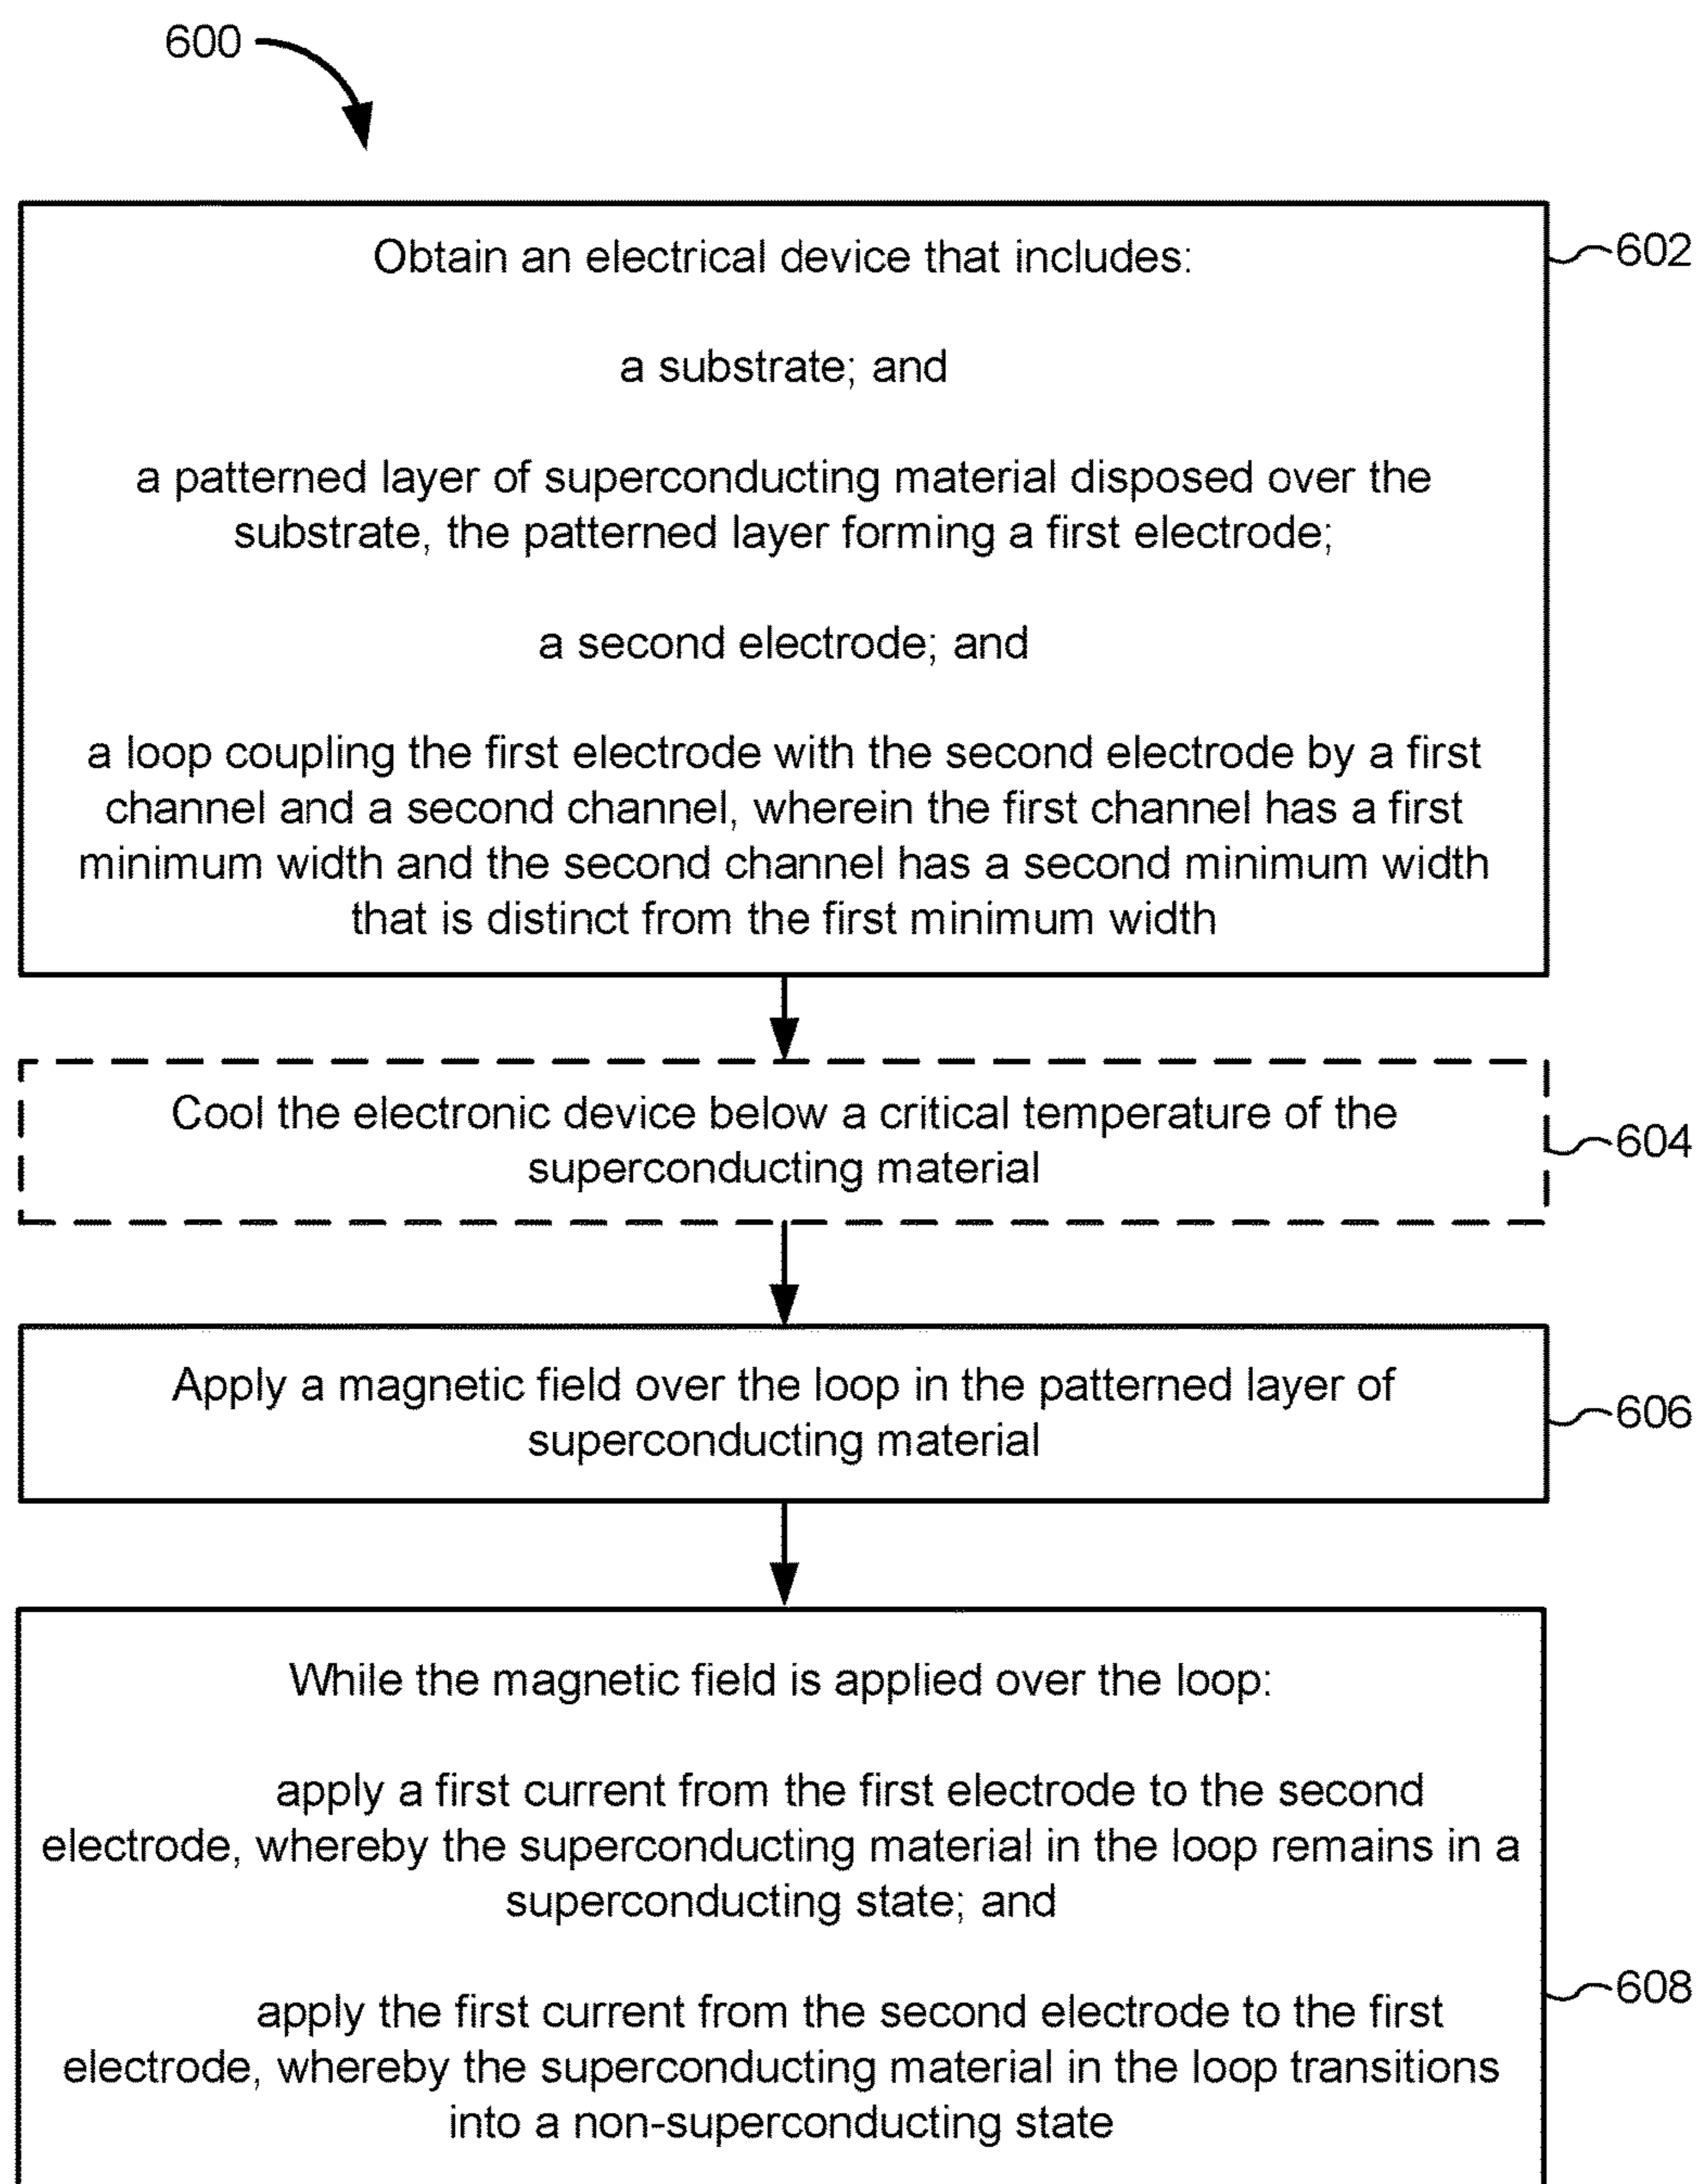 600
Obtain an electrical device that includes:
602
a substrate; and
a patterned layer of superconducting material disposed over the
substrate, the patterned layer forming a first electrode;
a second electrode; and
a loop coupling the first electrode with the second electrode by a first
channel and a second channel, wherein the first channel has a first
minimum width and the second channel has a second minimum width
that is distinct from the first minimum width
Cool the electronic device below a critical temperature of the
superconducting material
604
Apply a magnetic field over the loop in the patterned layer of
superconducting material
606
While the magnetic field is applied over the loop:
apply a first current from the first electrode to the second
electrode, whereby the superconducting material in the loop remains in a
superconducting state; and
apply the first current from the second electrode to the first
electrode, whereby the superconducting material in the loop transitions
into a non-superconducting state
608